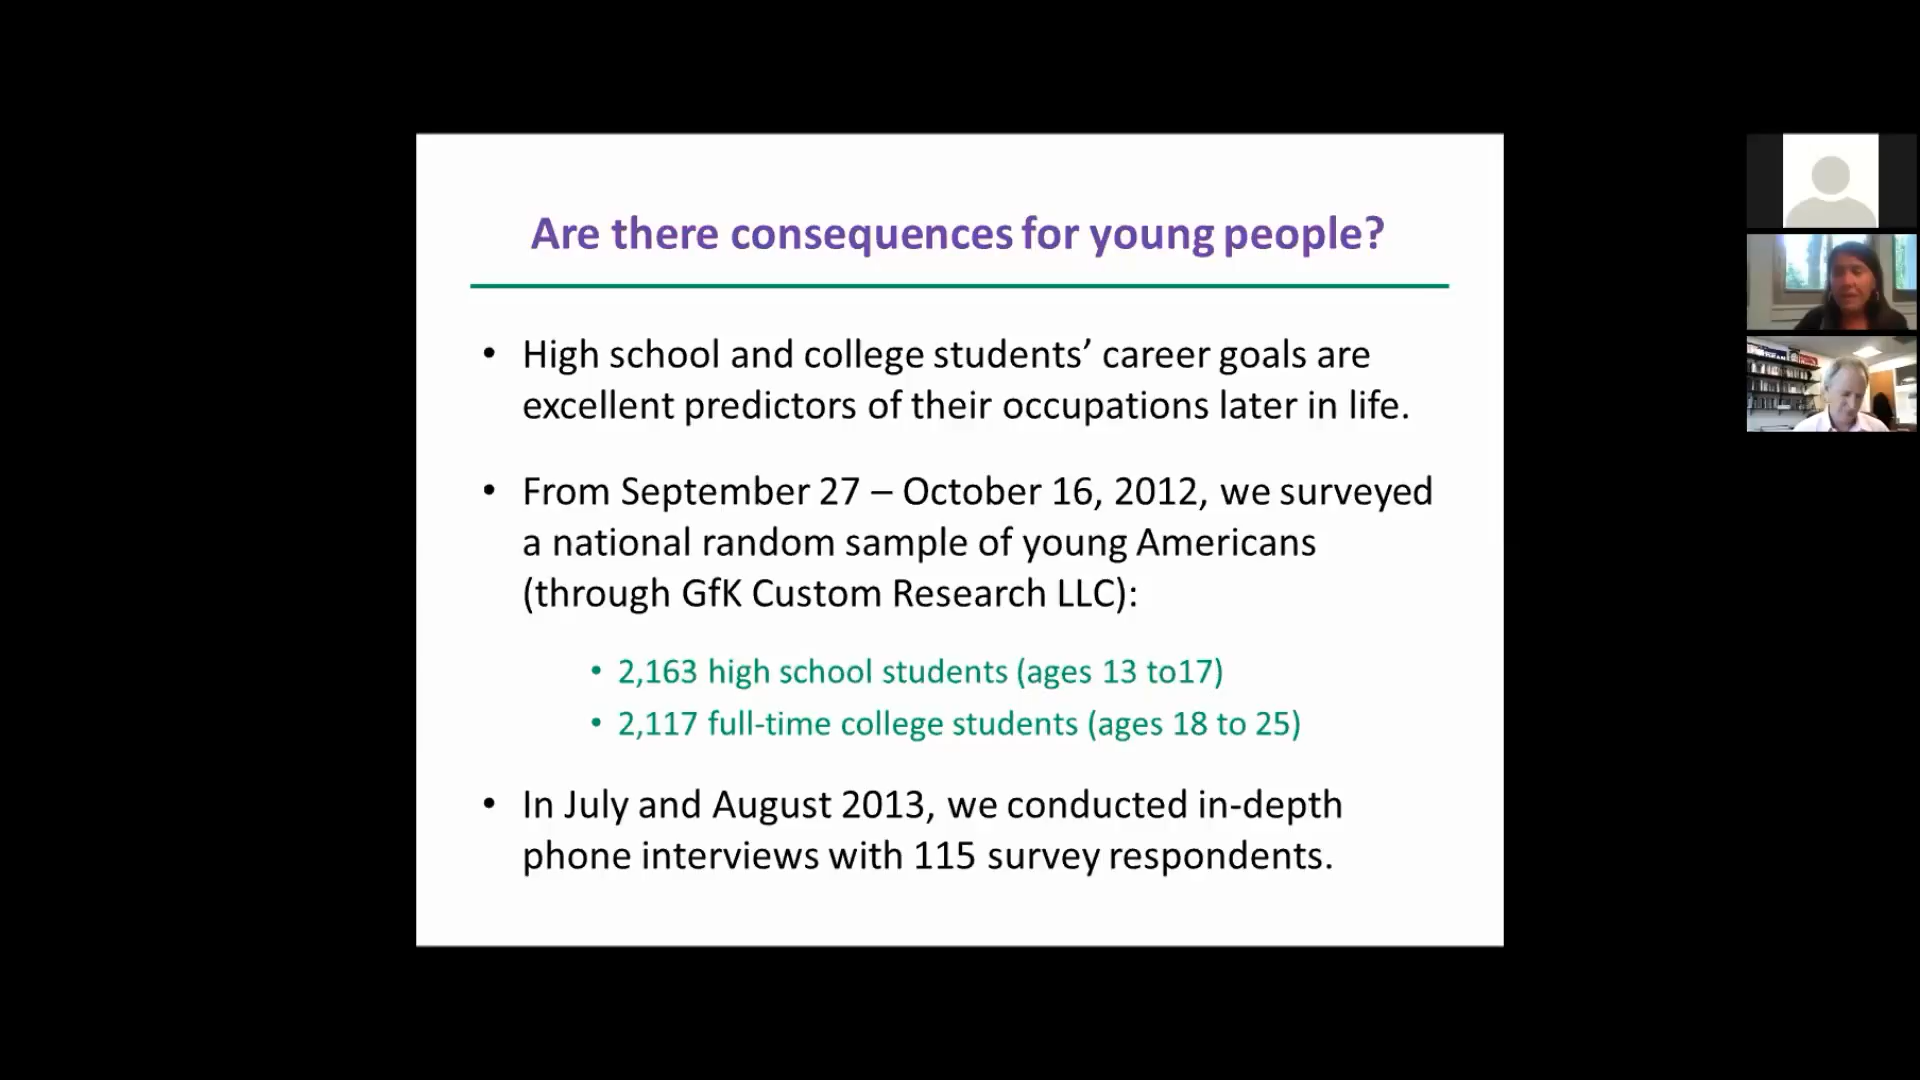 Are there consequences for young people?
• High school and college students’ career goals are
excellent predictors of their occupations later in life.
• From September 27 – October 16, 2012, we surveyed
a national random sample of young Americans
(through GfK Custom Research LLC):
• 2,163 high school students (ages 13 to17)
• 2,117 full-time college students (ages 18 to 25)
• In July and August 2013, we conducted in-depth
phone interviews with 115 survey respondents.